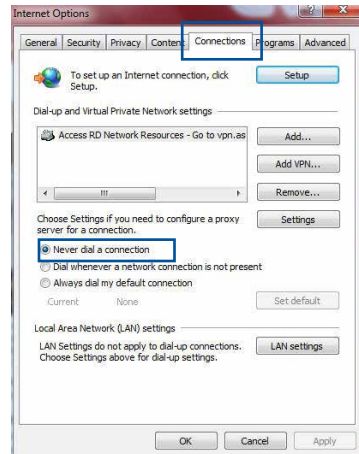 Internet Options
General Security Privacy Content Connections Programs Advanced
To set up an Internet connection, click
Setup.
Setup
Dial-up and Virtual Private Network settings
Access RD Network Resources - Go to vpn.as
Add...
Add VPN...
Remove...
Choose Settings if you need to configure a proxy
server for a connection.
Settings
Never dial a connection
Dial whenever a network connection is not present
Always dial my default connection
Current None
Set default
Local Area Network (LAN) settings
LAN Settings do not apply to dial-up connections.
Choose Settings above for dial-up settings.
LAN settings
OK Cancel Apply